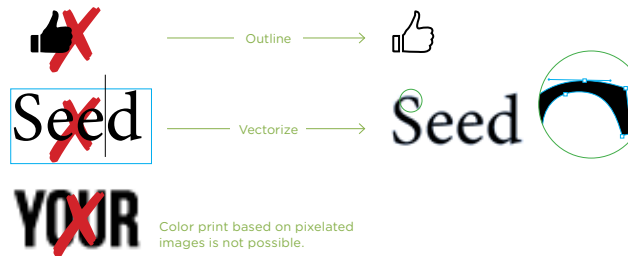 Outline
Seed
Vectorize
Seed
YOUR
Color print based on pixelated
images is not possible.